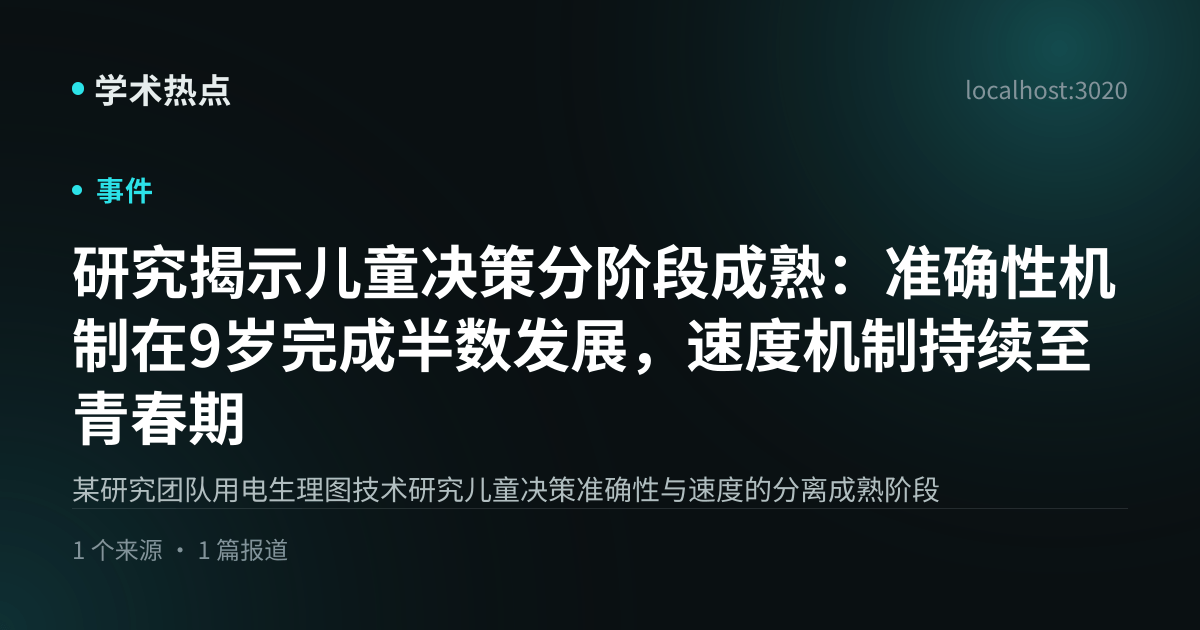 学术热点
localhost:3020
事件
研究揭示儿童决策分阶段成熟：准确性机
制在9岁完成半数发展，速度机制持续至
青春期
某研究团队用电生理图技术研究儿童决策准确性与速度的分离成熟阶段
1 个来源 · 1 篇报道